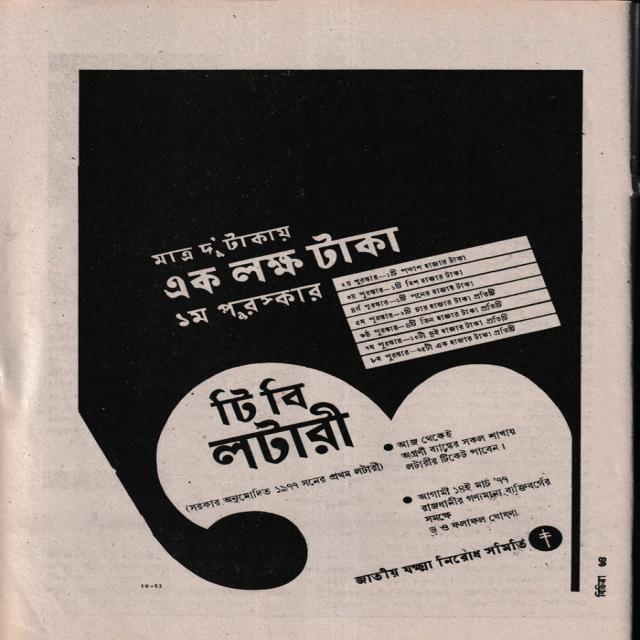 মাত্র দু'টাকায়
এক লক্ষ টাকা
১ম পুরস্কার
২য় পুরস্কার—১টি পঞ্চাশ হাজার টাকা
৩য় পুরস্কার—১টি বিশ হাজার টাকা
৪র্থ পুরস্কার—১টি পনের হাজার টাকা
৫ম পুরস্কার—১টি চার হাজার টাকা প্রতিটি
৬ষ্ঠ পুরস্কার—৮টি তিন হাজার টাকা প্রতিটি
৭ম পুরস্কার—১০টা দুই হাজার টাকা প্রতিটি
৮ম পুরস্কার—২৫টা এক হাজার টাকা প্রতিটি
টি বি
লটারী
(সরকার অনুমোদিত ১৯৭৭ সনের প্রথম লটারী)
● আজ থেকেই
অগ্রণী ব্যাঙ্কের সকল শাখায়
লটারীর টিকেট পাবেন।
● আগামী ১৪ই মার্চ '৭৭
রাজধানীর গণ্যমান্য ব্যক্তিবর্গের
সমক্ষে
ড্র ও ফলাফল ঘোষণা
জাতীয় যক্ষ্মা নিরোধ সমিতি
বিচিত্রা